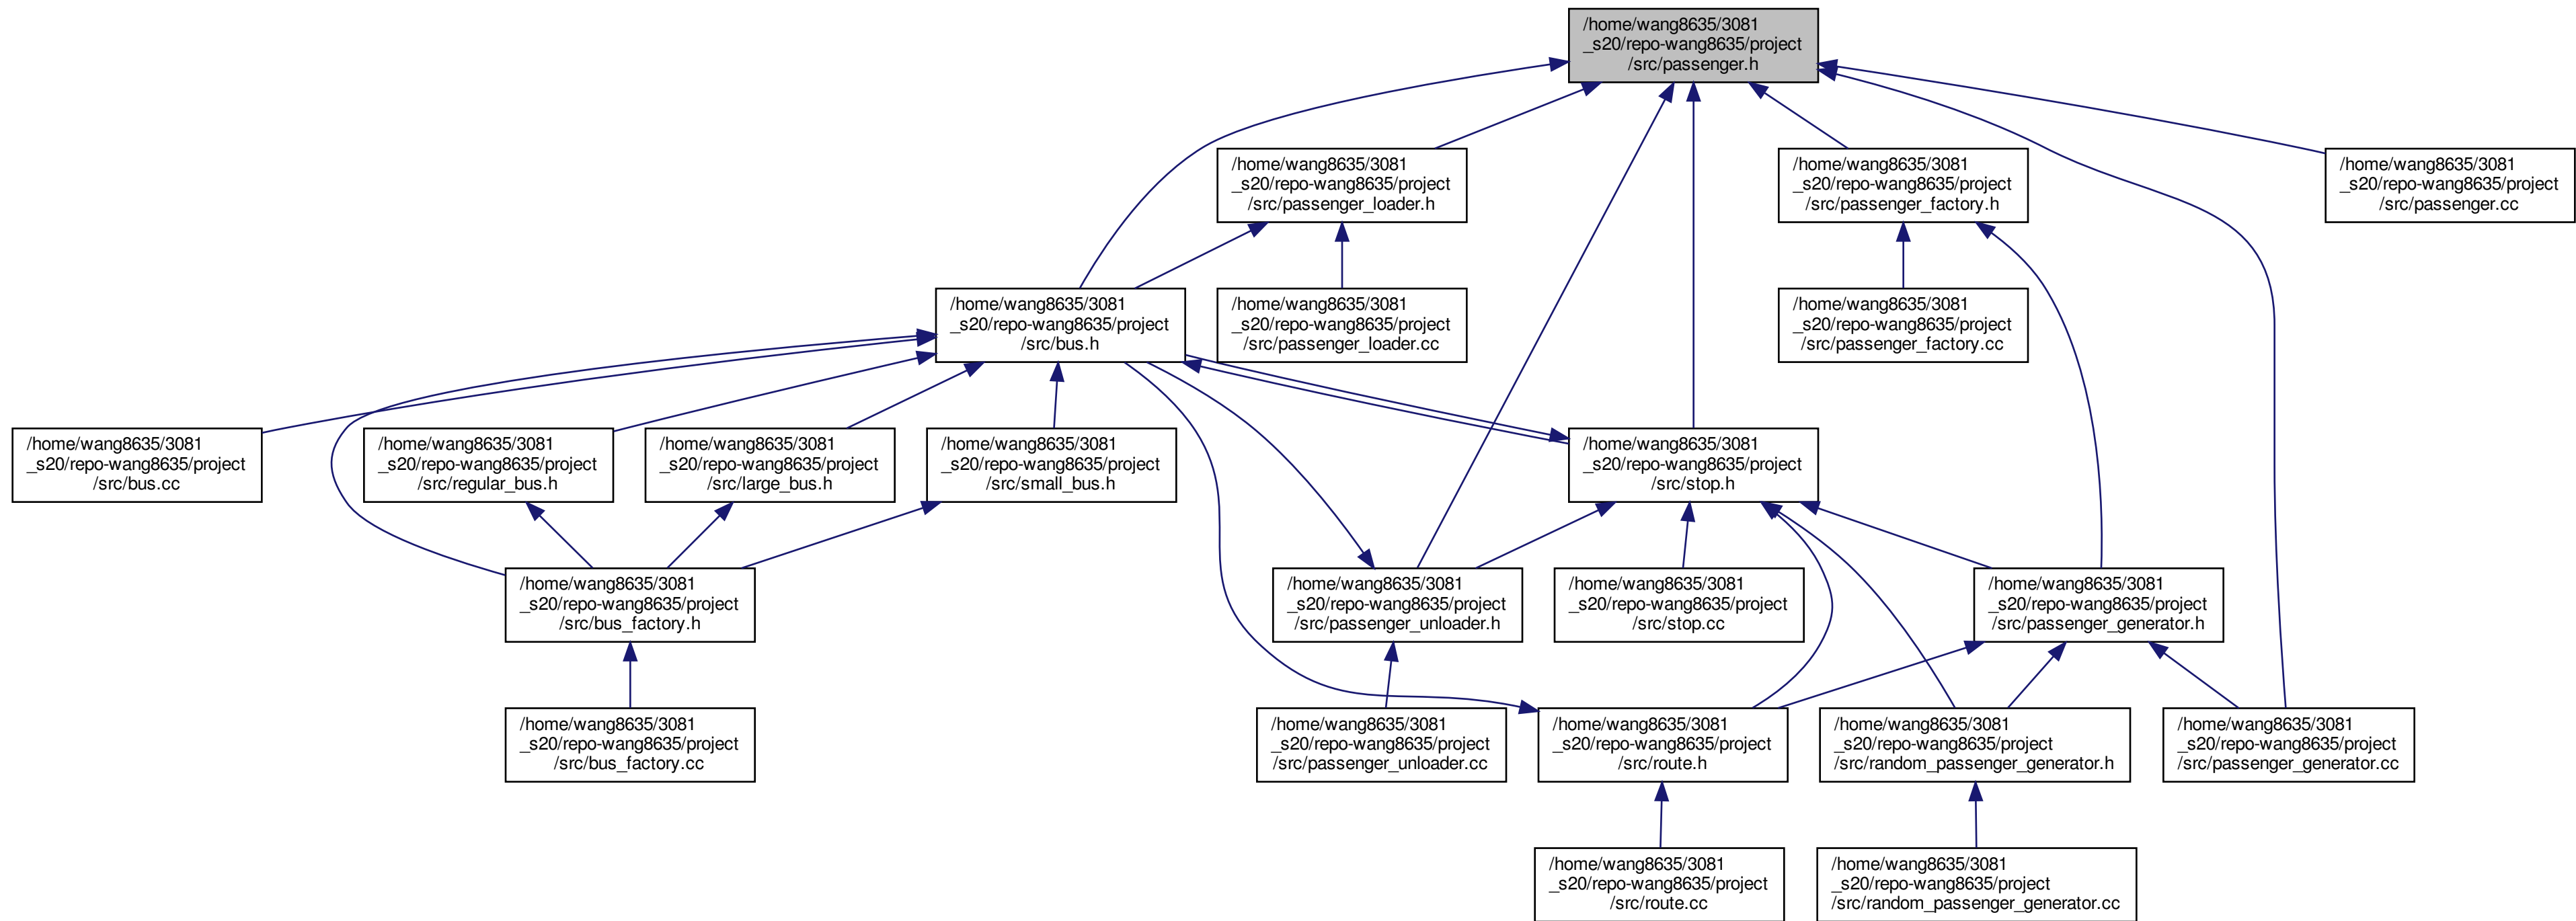 /home/wang8635/3081
_s20/repo-wang8635/project
/src/passenger.h
/home/wang8635/3081
_s20/repo-wang8635/project
/src/passenger_loader.h
/home/wang8635/3081
_s20/repo-wang8635/project
/src/passenger_factory.h
/home/wang8635/3081
_s20/repo-wang8635/project
/src/passenger.cc
/home/wang8635/3081
_s20/repo-wang8635/project
/src/bus.h
/home/wang8635/3081
_s20/repo-wang8635/project
/src/passenger_loader.cc
/home/wang8635/3081
_s20/repo-wang8635/project
/src/passenger_factory.cc
/home/wang8635/3081
_s20/repo-wang8635/project
/src/bus.cc
/home/wang8635/3081
_s20/repo-wang8635/project
/src/regular_bus.h
/home/wang8635/3081
_s20/repo-wang8635/project
/src/large_bus.h
/home/wang8635/3081
_s20/repo-wang8635/project
/src/small_bus.h
/home/wang8635/3081
_s20/repo-wang8635/project
/src/stop.h
/home/wang8635/3081
_s20/repo-wang8635/project
/src/bus_factory.h
/home/wang8635/3081
_s20/repo-wang8635/project
/src/passenger_unloader.h
/home/wang8635/3081
_s20/repo-wang8635/project
/src/stop.cc
/home/wang8635/3081
_s20/repo-wang8635/project
/src/passenger_generator.h
/home/wang8635/3081
_s20/repo-wang8635/project
/src/bus_factory.cc
/home/wang8635/3081
_s20/repo-wang8635/project
/src/passenger_unloader.cc
/home/wang8635/3081
_s20/repo-wang8635/project
/src/route.h
/home/wang8635/3081
_s20/repo-wang8635/project
/src/random_passenger_generator.h
/home/wang8635/3081
_s20/repo-wang8635/project
/src/passenger_generator.cc
/home/wang8635/3081
_s20/repo-wang8635/project
/src/route.cc
/home/wang8635/3081
_s20/repo-wang8635/project
/src/random_passenger_generator.cc